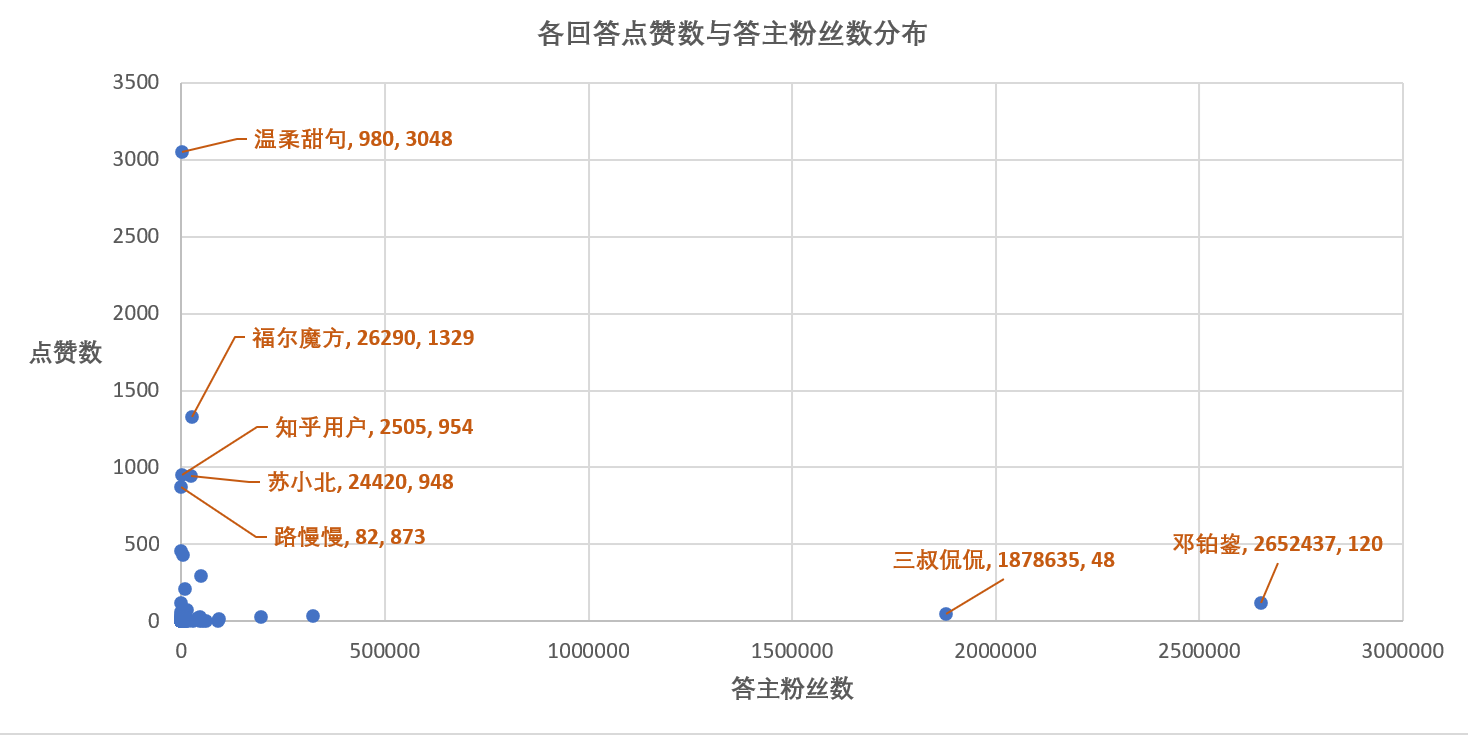 各回答点赞数与答主粉丝数分布
3500
温柔甜句, 980, 3048
3000
2500
2000
福尔魔方, 26290, 1329
点赞数
1500
知乎用户, 2505, 954
1000
苏小北, 24420, 948
路慢慢, 82, 873
500
邓铂鋆, 2652437, 120
三叔侃侃, 1878635, 48
0
0 500000 1000000 1500000 2000000 2500000 3000000
答主粉丝数